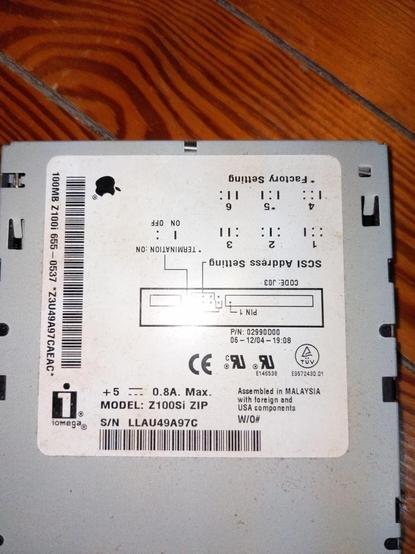 100MB Z100i 655-0537 *Z3U49A97CAEAC*
* Factory Setting
4 *5 6
1 2 3
SCSI Address Setting
ON OFF
* TERMINATION:ON
CODE: J03
PIN 1
P/N: 02990D00
06-12/04-19:08
CE
E146538
TÜV
E9572430.01
iomega®
+5 0.8A. Max.
MODEL: Z100Si ZIP
S/N LLAU49A97C
Assembled in MALAYSIA
with foreign and
USA components
W/O#